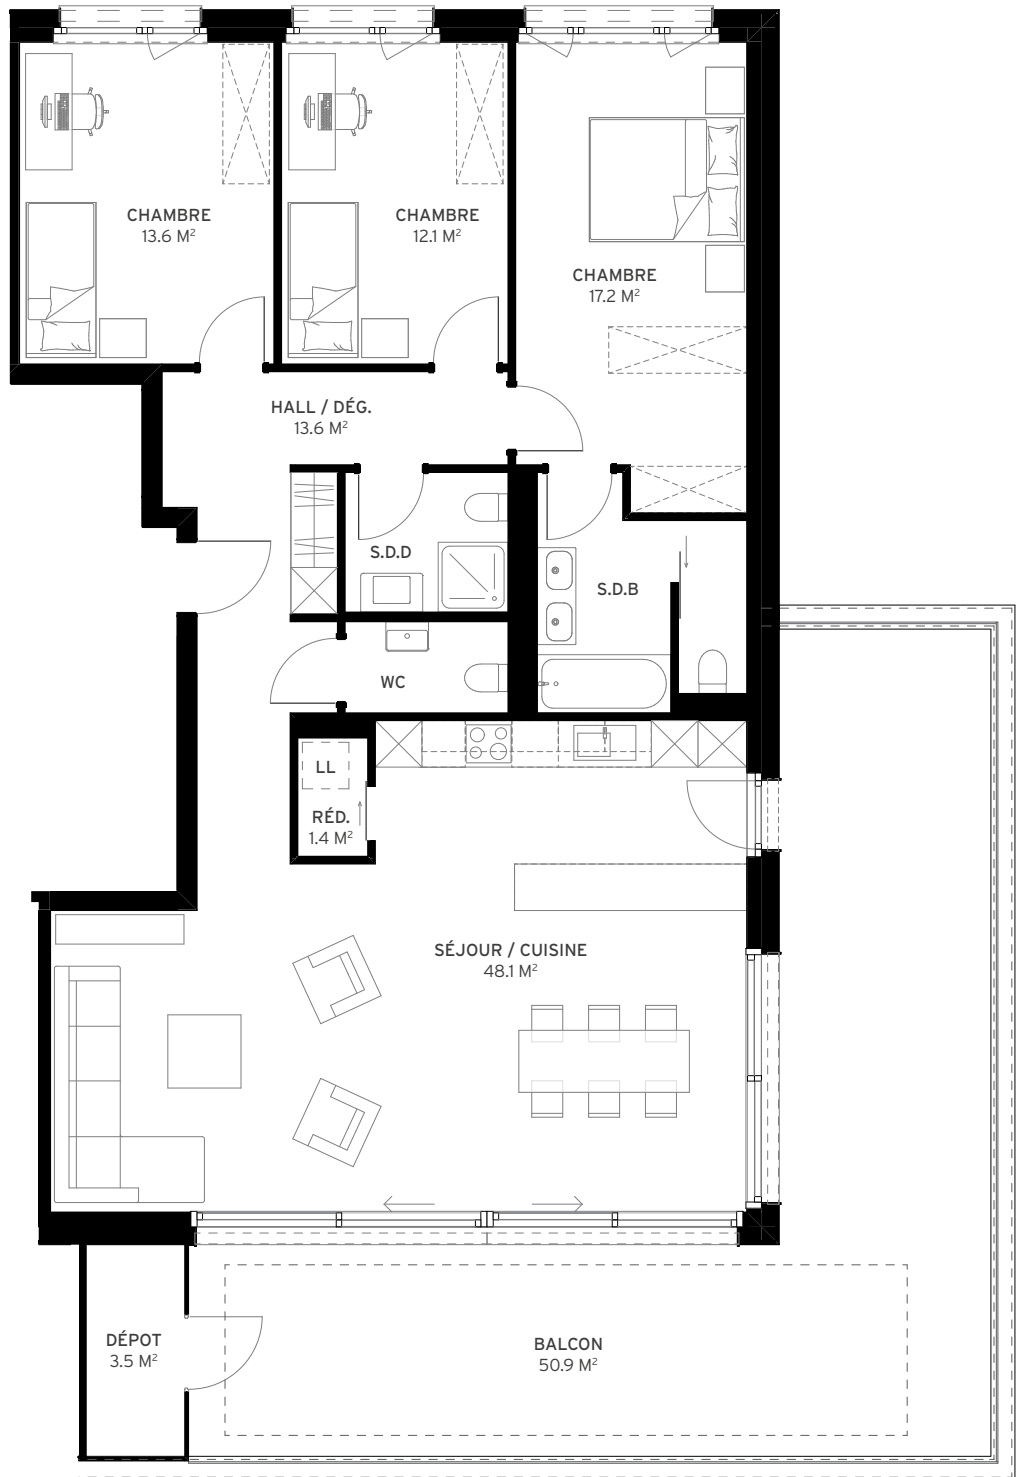 CHAMBRE
13.6 M²
CHAMBRE
12.1 M²
CHAMBRE
17.2 M²
HALL / DÉG.
13.6 M²
S.D.D
S.D.B
WC
LL
RÉD.
1.4 M²
SÉJOUR / CUISINE
48.1 M²
DÉPOT
3.5 M²
BALCON
50.9 M²